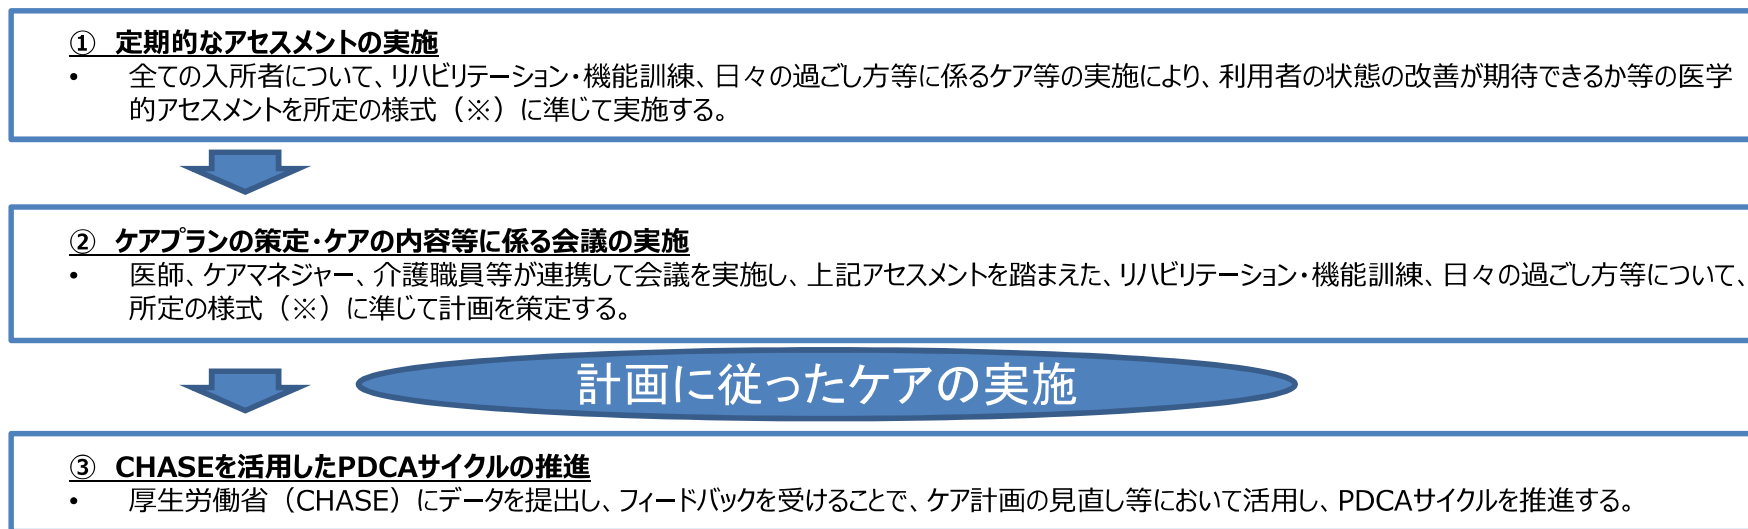 ① 定期的なアセスメントの実施
• 全ての入所者について、リハビリテーション・機能訓練、日々の過ごし方等に係るケア等の実施により、利用者の状態の改善が期待できるか等の医学
的アセスメントを所定の様式（※）に準じて実施する。
② ケアプランの策定・ケアの内容等に係る会議の実施
• 医師、ケアマネジャー、介護職員等が連携して会議を実施し、上記アセスメントを踏まえた、リハビリテーション・機能訓練、日々の過ごし方等について、
所定の様式（※）に準じて計画を策定する。
計画に従ったケアの実施
③ CHASEを活用したPDCAサイクルの推進
• 厚生労働省（CHASE）にデータを提出し、フィードバックを受けることで、ケア計画の見直し等において活用し、PDCAサイクルを推進する。